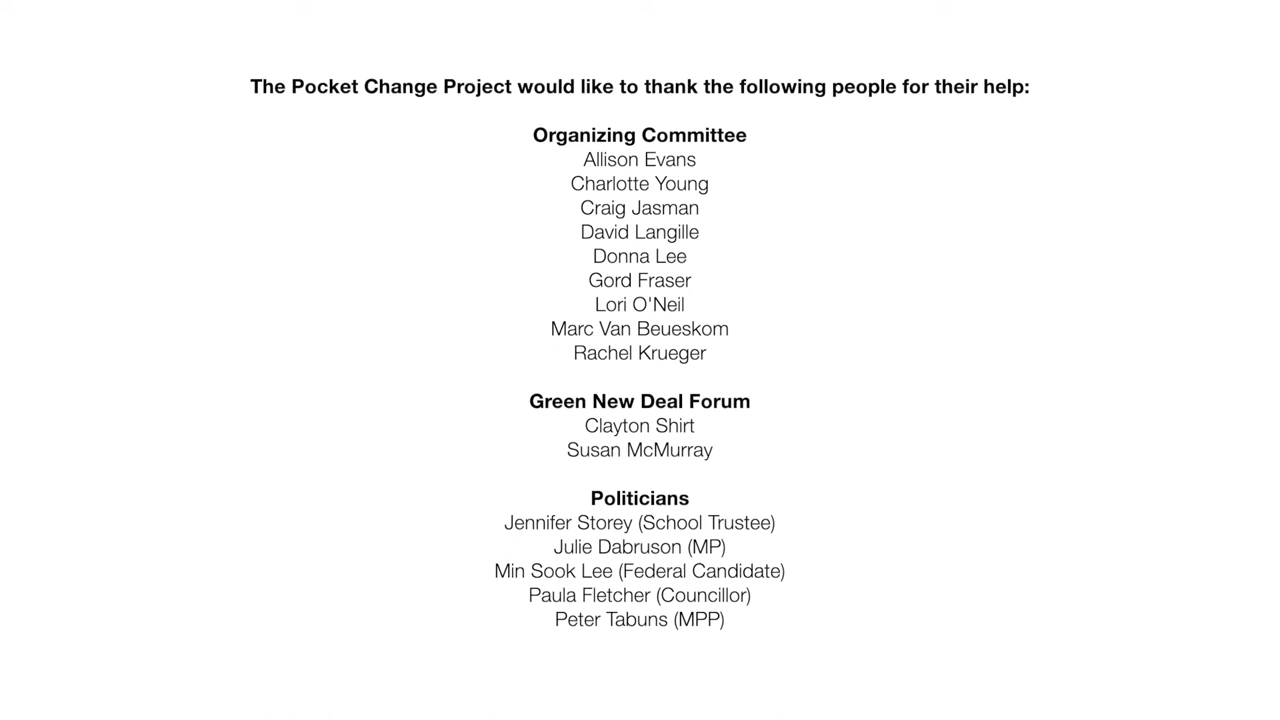 The Pocket Change Project would like to thank the following people for their help:
Organizing Committee
Allison Evans
Charlotte Young
Craig Jasman
David Langille
Donna Lee
Gord Fraser
Lori O'Neil
Marc Van Beueskom
Rachel Krueger
Green New Deal Forum
Clayton Shirt
Susan McMurray
Politicians
Jennifer Storey (School Trustee)
Julie Dabruson (MP)
Min Sook Lee (Federal Candidate)
Paula Fletcher (Councillor)
Peter Tabuns (MPP)